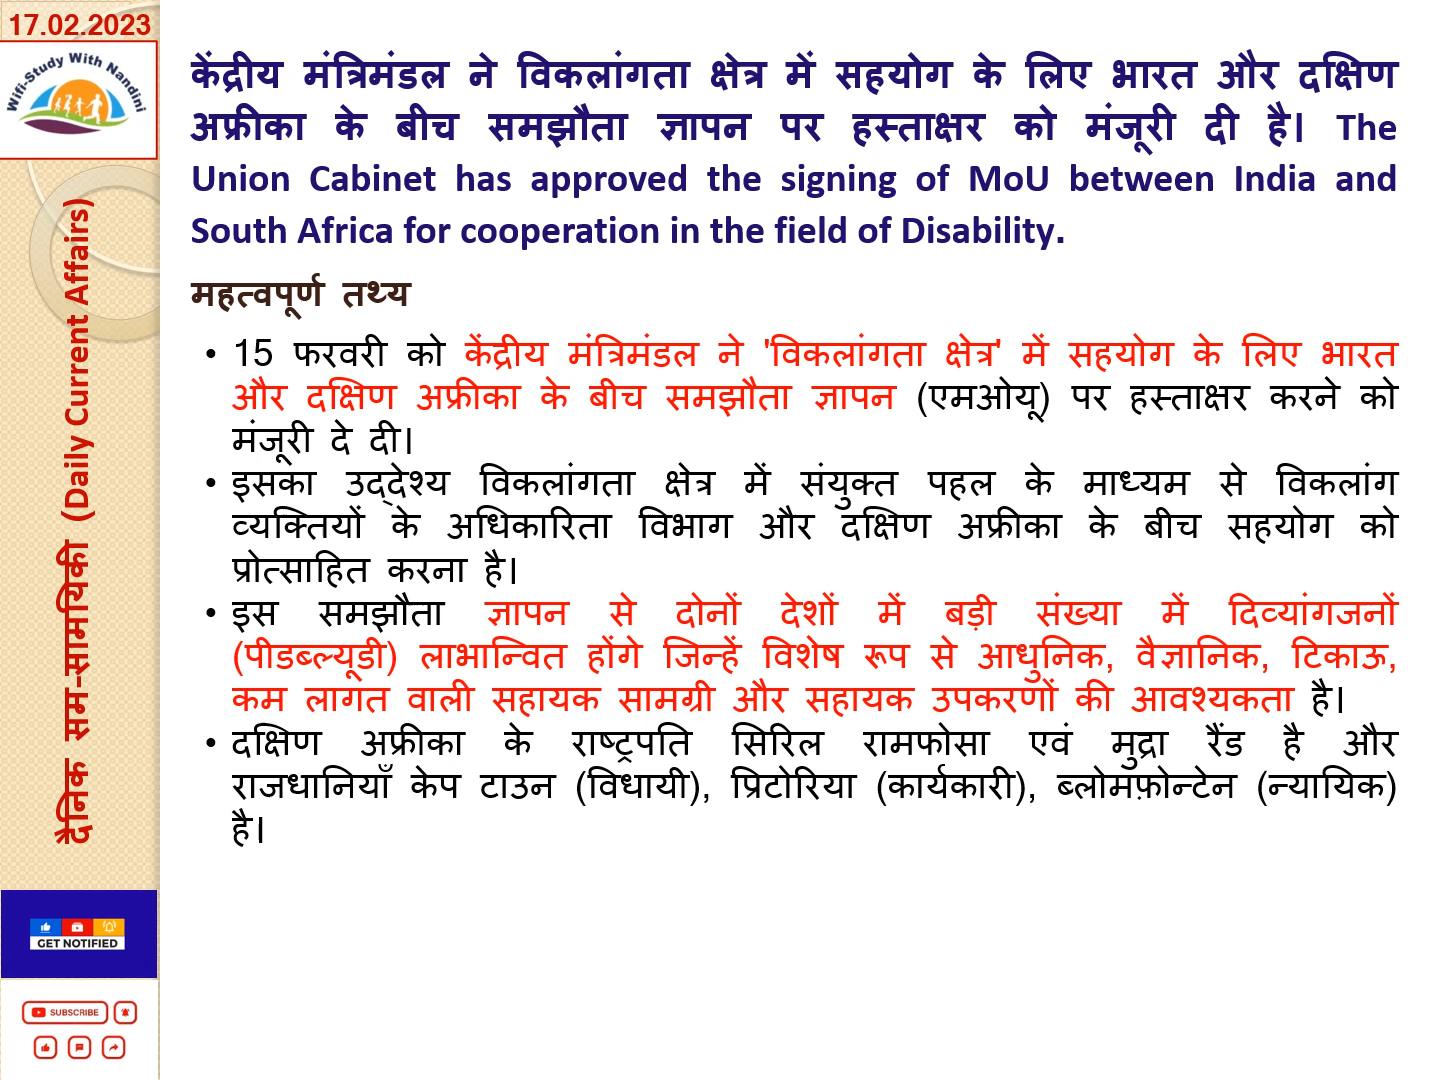 17.02.2023
Wifi-Study With Nandini
दैनिक सम-सामयिकी (Daily Current Affairs)
GET NOTIFIED
SUBSCRIBE
केंद्रीय मंत्रिमंडल ने विकलांगता क्षेत्र में सहयोग के लिए भारत और दक्षिण
अफ्रीका के बीच समझौता ज्ञापन पर हस्ताक्षर को मंजूरी दी है। The
Union Cabinet has approved the signing of MoU between India and
South Africa for cooperation in the field of Disability.
महत्वपूर्ण तथ्य
• 15 फरवरी को केंद्रीय मंत्रिमंडल ने 'विकलांगता क्षेत्र' में सहयोग के लिए भारत
और दक्षिण अफ्रीका के बीच समझौता ज्ञापन (एमओयू) पर हस्ताक्षर करने को
मंजूरी दे दी।
• इसका उद्देश्य विकलांगता क्षेत्र में संयुक्त पहल के माध्यम से विकलांग
व्यक्तियों के अधिकारिता विभाग और दक्षिण अफ्रीका के बीच सहयोग को
प्रोत्साहित करना है।
• इस समझौता ज्ञापन से दोनों देशों में बड़ी संख्या में दिव्यांगजनों
(पीडब्ल्यूडी) लाभान्वित होंगे जिन्हें विशेष रूप से आधुनिक, वैज्ञानिक, टिकाऊ,
कम लागत वाली सहायक सामग्री और सहायक उपकरणों की आवश्यकता है।
• दक्षिण अफ्रीका के राष्ट्रपति सिरिल रामफोसा एवं मुद्रा रैंड है और
राजधानियाँ केप टाउन (विधायी), प्रिटोरिया (कार्यकारी), ब्लोमफ़ोन्टेन (न्यायिक)
है।